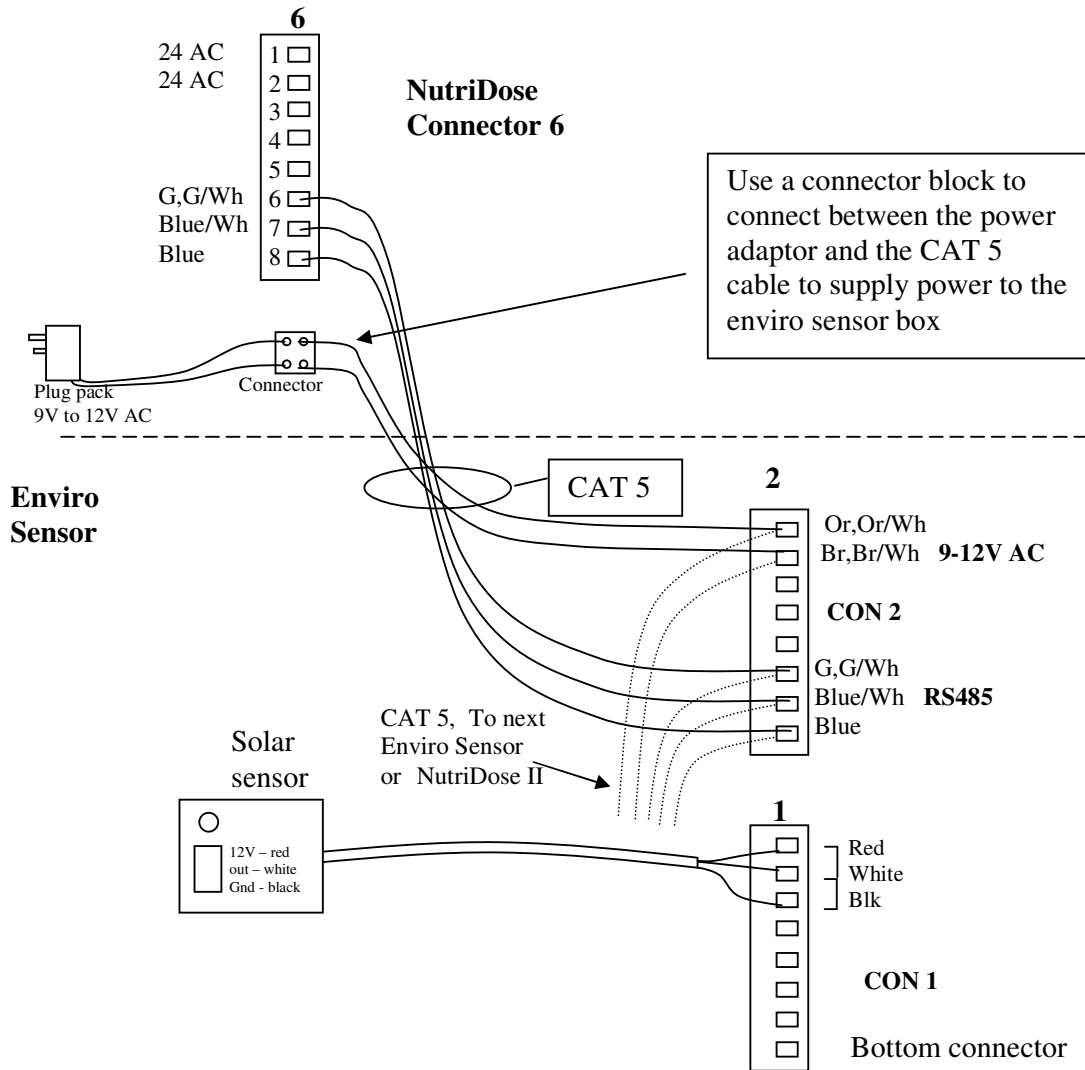 6
24 AC
24 AC
1
2
3
4
5
6
7
8
NutriDose
Connector 6
G,G/Wh
Blue/Wh
Blue
Use a connector block to
connect between the power
adaptor and the CAT 5
cable to supply power to the
enviro sensor box
Plug pack
9V to 12V AC
Connector
Enviro
Sensor
CAT 5
2
Or,Or/Wh
Br,Br/Wh 9-12V AC
CON 2
G,G/Wh
Blue/Wh RS485
Blue
CAT 5, To next
Enviro Sensor
or NutriDose II
Solar
sensor
12V – red
out – white
Gnd - black
1
Red
White
Blk
CON 1
Bottom connector